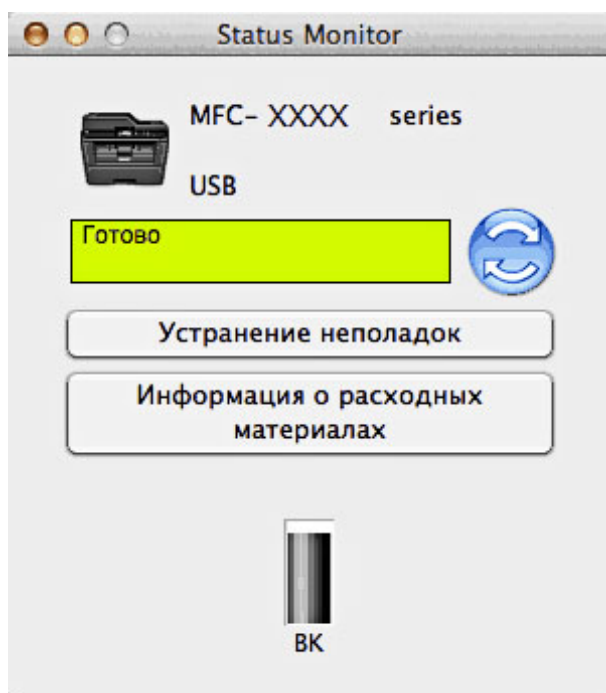 Status Monitor
MFC- XXXX series
USB
Готово
Устранение неполадок
Информация о расходных
материалах
BK